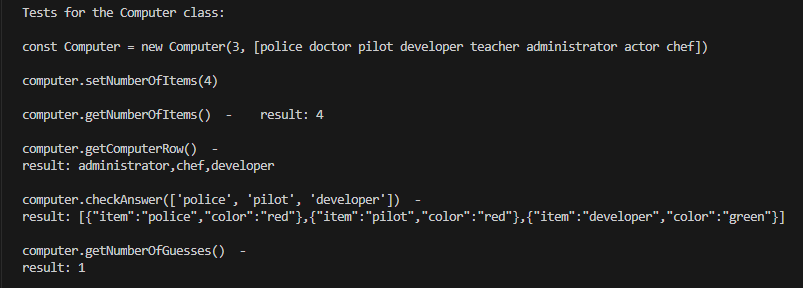 Tests for the Computer class:
const Computer = new Computer(3, [police doctor pilot developer teacher administrator actor chef])
computer.setNumberOfItems(4)
computer.getNumberOfItems()  -    result: 4
computer.getComputerRow()  -
result: administrator,chef,developer
computer.checkAnswer(['police', 'pilot', 'developer'])  -
result: [{"item":"police","color":"red"},{"item":"pilot","color":"red"},{"item":"developer","color":"green"}]
computer.getNumberOfGuesses()  -
result: 1